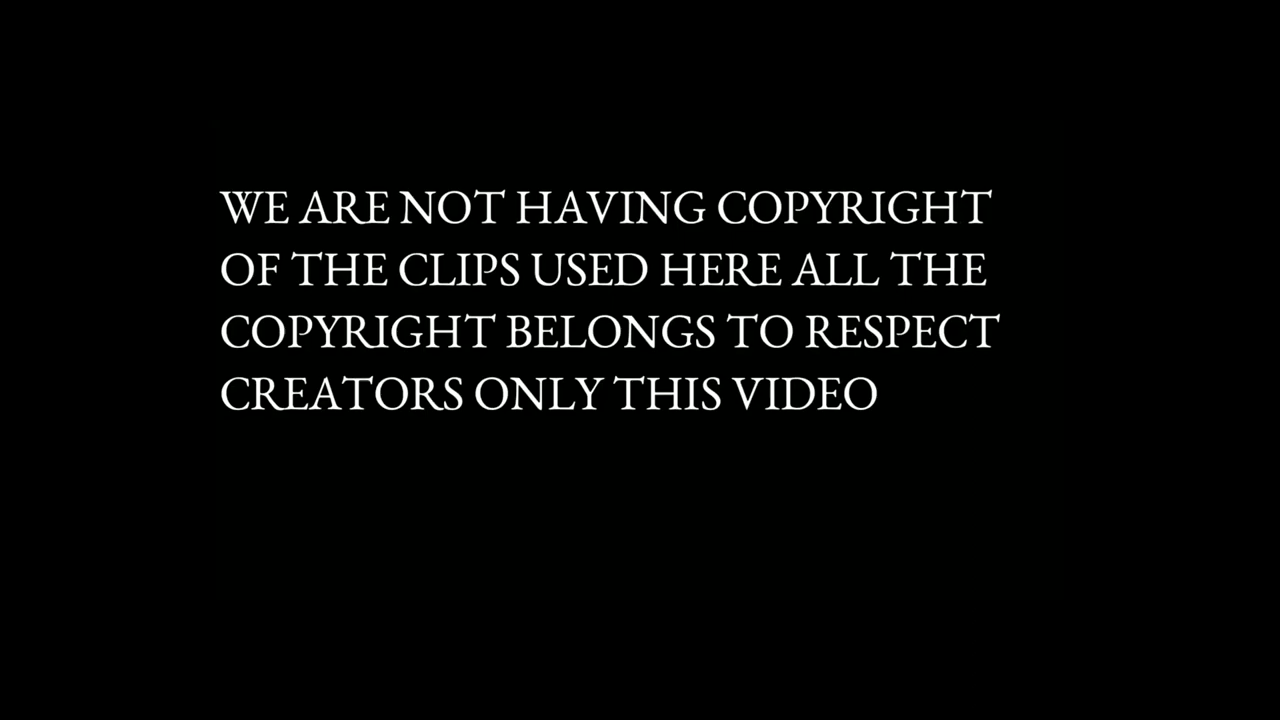 WE ARE NOT HAVING COPYRIGHT
OF THE CLIPS USED HERE ALL THE
COPYRIGHT BELONGS TO RESPECT
CREATORS ONLY THIS VIDEO